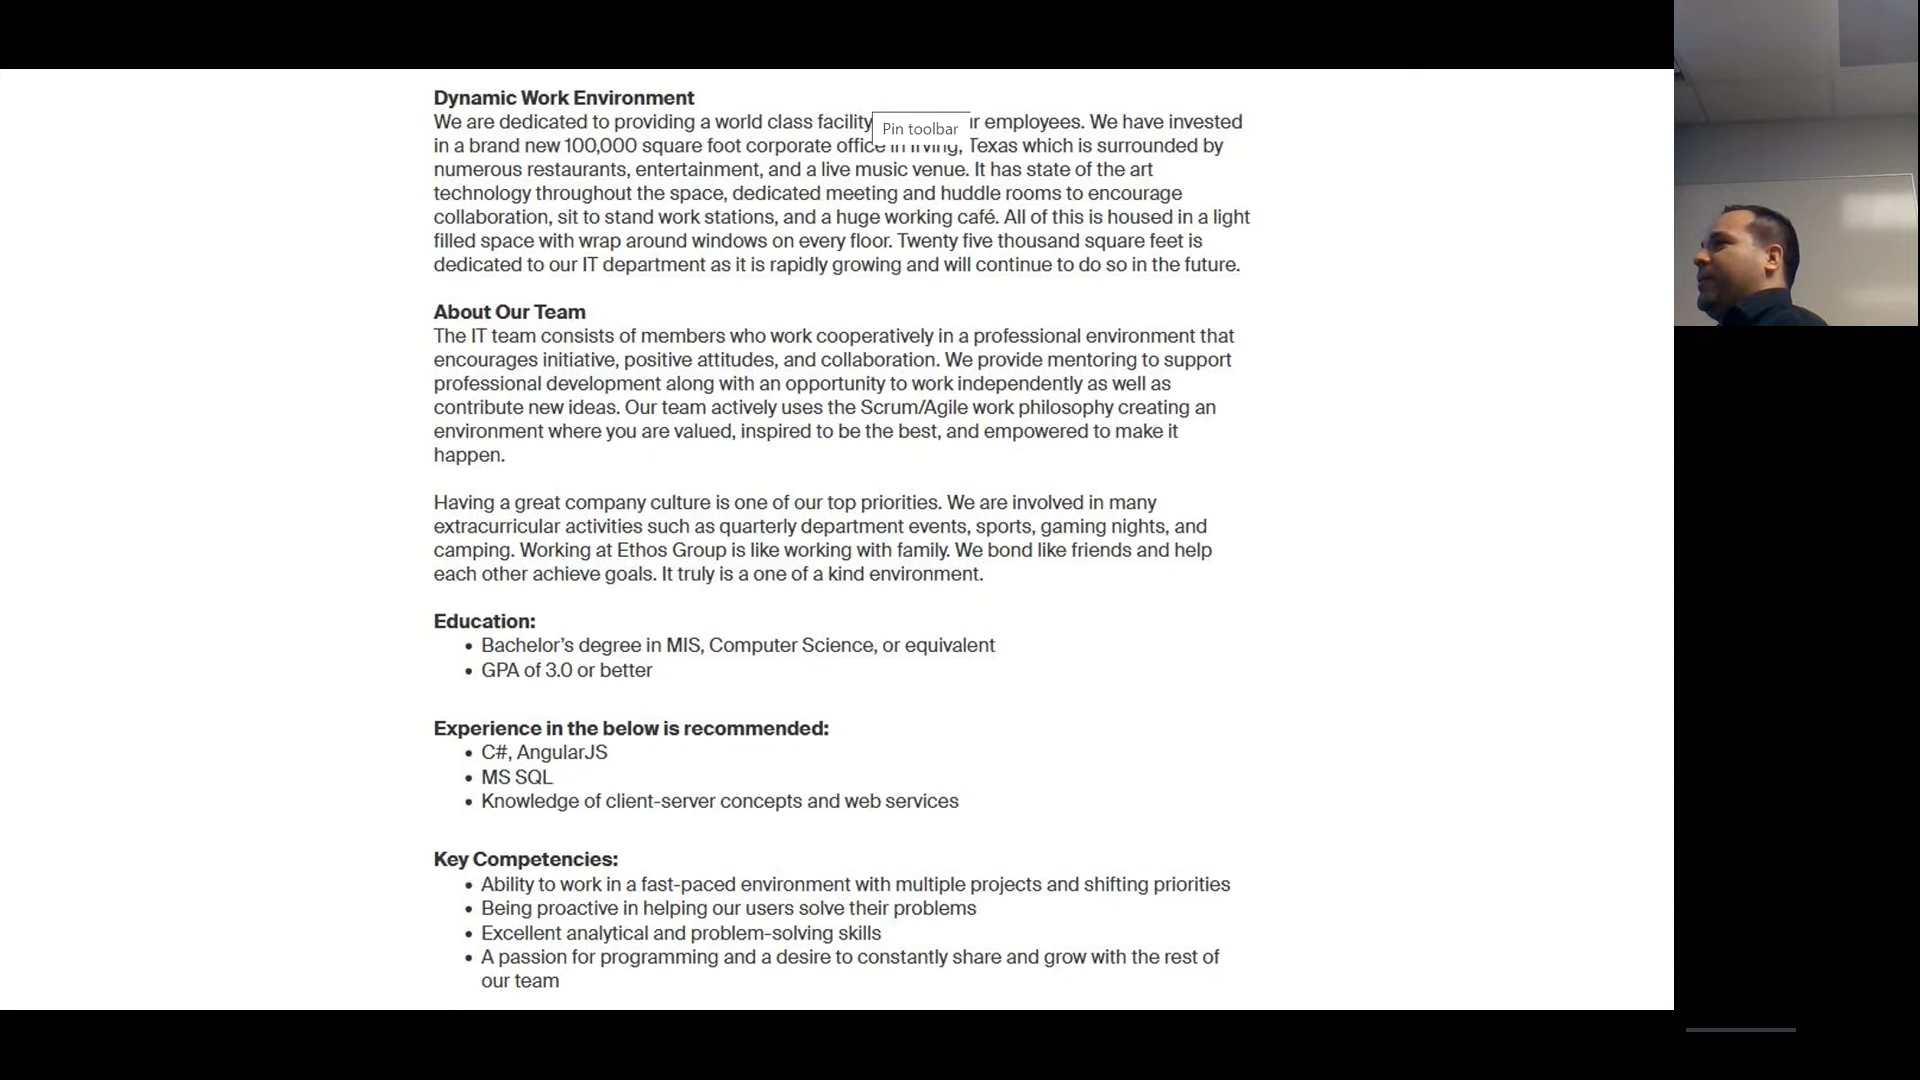 Dynamic Work Environment
We are dedicated to providing a world class facility r employees. We have invested
Pin toolbar
in a brand new 100,000 square foot corporate office in Irving, Texas which is surrounded by
numerous restaurants, entertainment, and a live music venue. It has state of the art
technology throughout the space, dedicated meeting and huddle rooms to encourage
collaboration, sit to stand work stations, and a huge working café. All of this is housed in a light
filled space with wrap around windows on every floor. Twenty five thousand square feet is
dedicated to our IT department as it is rapidly growing and will continue to do so in the future.
About Our Team
The IT team consists of members who work cooperatively in a professional environment that
encourages initiative, positive attitudes, and collaboration. We provide mentoring to support
professional development along with an opportunity to work independently as well as
contribute new ideas. Our team actively uses the Scrum/Agile work philosophy creating an
environment where you are valued, inspired to be the best, and empowered to make it
happen.
Having a great company culture is one of our top priorities. We are involved in many
extracurricular activities such as quarterly department events, sports, gaming nights, and
camping. Working at Ethos Group is like working with family. We bond like friends and help
each other achieve goals. It truly is a one of a kind environment.
Education:
• Bachelor’s degree in MIS, Computer Science, or equivalent
• GPA of 3.0 or better
Experience in the below is recommended:
• C#, AngularJS
• MS SQL
• Knowledge of client-server concepts and web services
Key Competencies:
• Ability to work in a fast-paced environment with multiple projects and shifting priorities
• Being proactive in helping our users solve their problems
• Excellent analytical and problem-solving skills
• A passion for programming and a desire to constantly share and grow with the rest of
our team